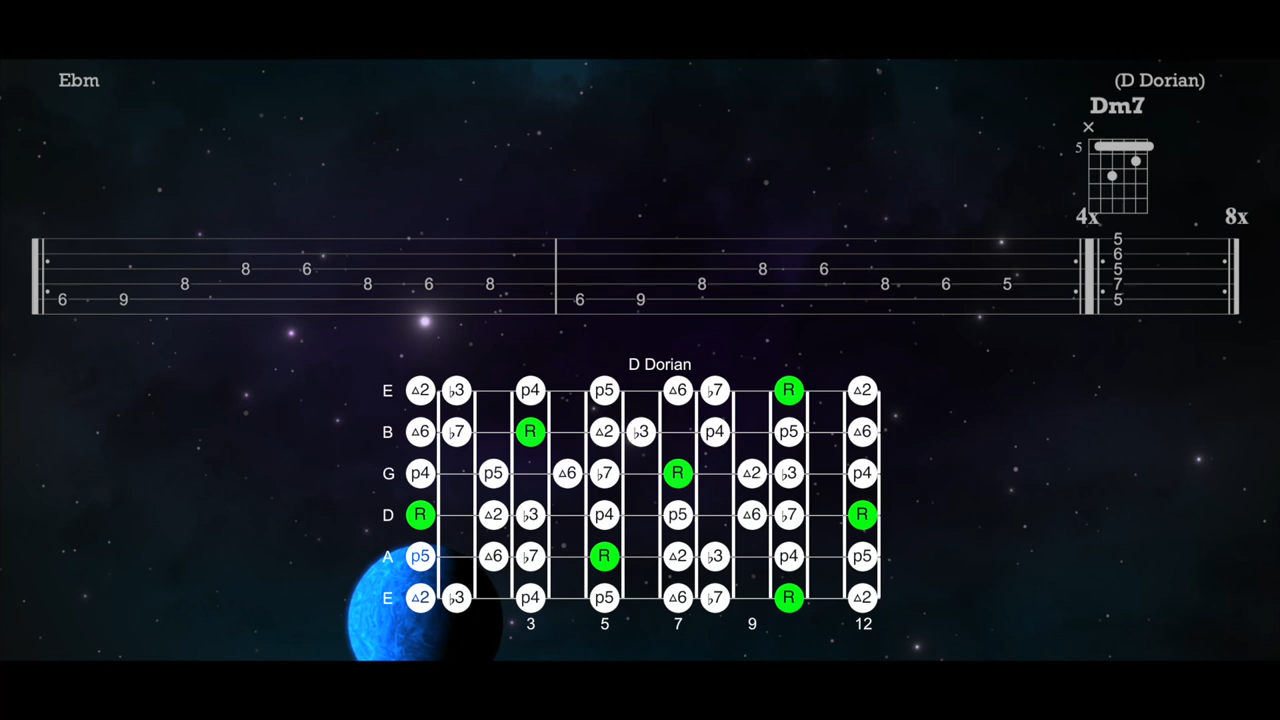 Ebm (D Dorian)
Dm7
×
5
4x 8x
5
6
8 6 8 6 5
8 8 6 8 8 8 6 5 7
6 9 6 9 5
D Dorian
E △2 ♭3 p4 p5 △6 ♭7 R △2
B △6 ♭7 R △2 ♭3 p4 p5 △6
G p4 p5 △6 ♭7 R △2 ♭3 p4
D R △2 ♭3 p4 p5 △6 ♭7 R
A p5 △6 ♭7 R △2 ♭3 p4 p5
E △2 ♭3 p4 p5 △6 ♭7 R △2
3 5 7 9 12